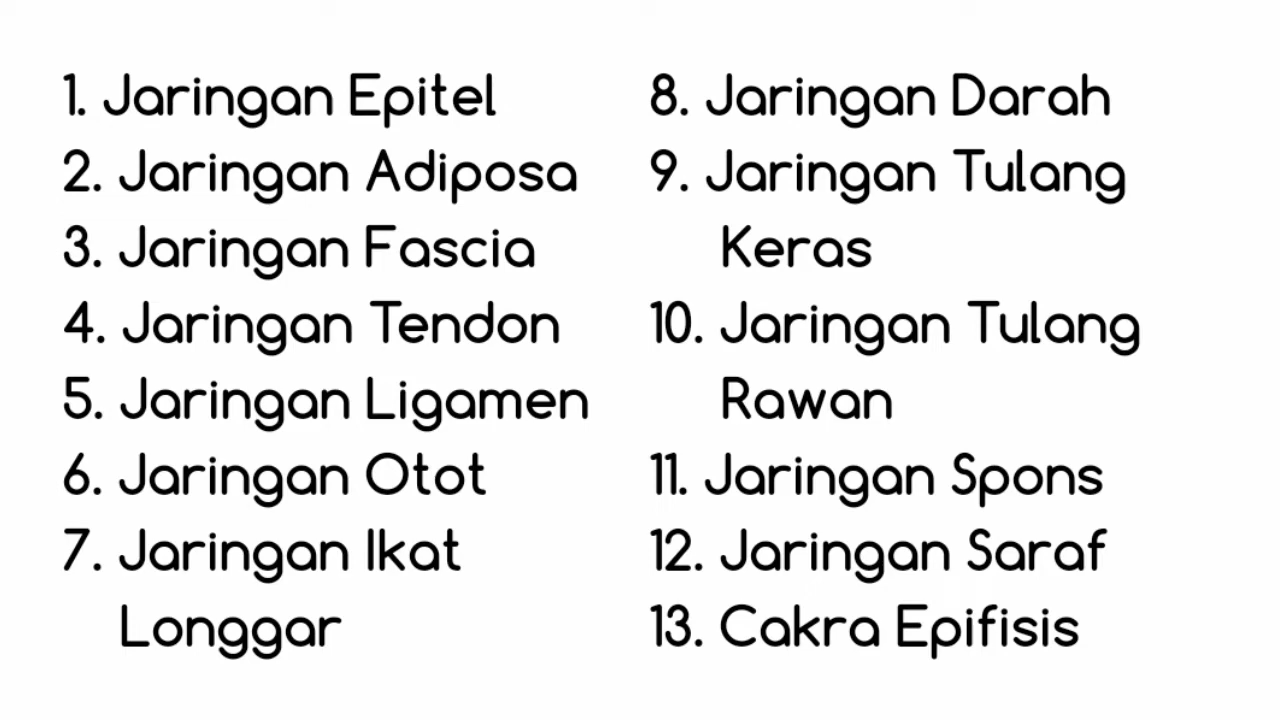 1. Jaringan Epitel
2. Jaringan Adiposa
3. Jaringan Fascia
4. Jaringan Tendon
5. Jaringan Ligamen
6. Jaringan Otot
7. Jaringan Ikat
Longgar
8. Jaringan Darah
9. Jaringan Tulang
Keras
10. Jaringan Tulang
Rawan
11. Jaringan Spons
12. Jaringan Saraf
13. Cakra Epifisis